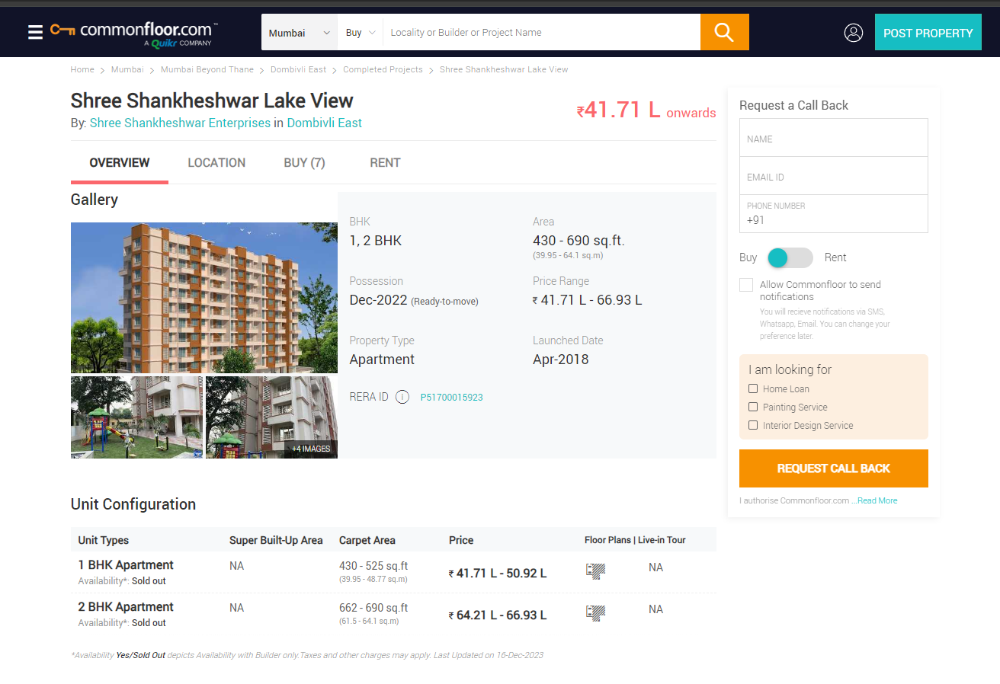 commonfloor.com™
A Quikr COMPANY
Mumbai
Buy
Locality or Builder or Project Name
POST PROPERTY
Home > Mumbai > Mumbai Beyond Thane > Dombivli East > Completed Projects > Shree Shankheshwar Lake View
Shree Shankheshwar Lake View
By: Shree Shankheshwar Enterprises in Dombivli East
₹41.71 L onwards
OVERVIEW LOCATION BUY (7) RENT
Gallery
+4 IMAGES
BHK
1, 2 BHK
Area
430 - 690 sq.ft.
(39.95 - 64.1 sq.m)
Possession
Dec-2022 (Ready-to-move)
Price Range
₹ 41.71 L - 66.93 L
Property Type
Apartment
Launched Date
Apr-2018
RERA ID i P51700015923
Unit Configuration
Unit Types Super Built-Up Area Carpet Area Price Floor Plans | Live-in Tour
1 BHK Apartment NA 430 - 525 sq.ft ₹ 41.71 L - 50.92 L NA
Availability*: Sold out (39.95 - 48.77 sq.m)
2 BHK Apartment NA 662 - 690 sq.ft ₹ 64.21 L - 66.93 L NA
Availability*: Sold out (61.5 - 64.1 sq.m)
*Availability Yes/Sold Out depicts Availability with Builder only.Taxes and other charges may apply. Last Updated on 16-Dec-2023
Request a Call Back
NAME
EMAIL ID
PHONE NUMBER
+91
Buy Rent
Allow Commonfloor to send
notifications
You will recieve notifications via SMS,
Whatsapp, Email. You can change your
preference later.
I am looking for
Home Loan
Painting Service
Interior Design Service
REQUEST CALL BACK
I authorise Commonfloor.com ...Read More